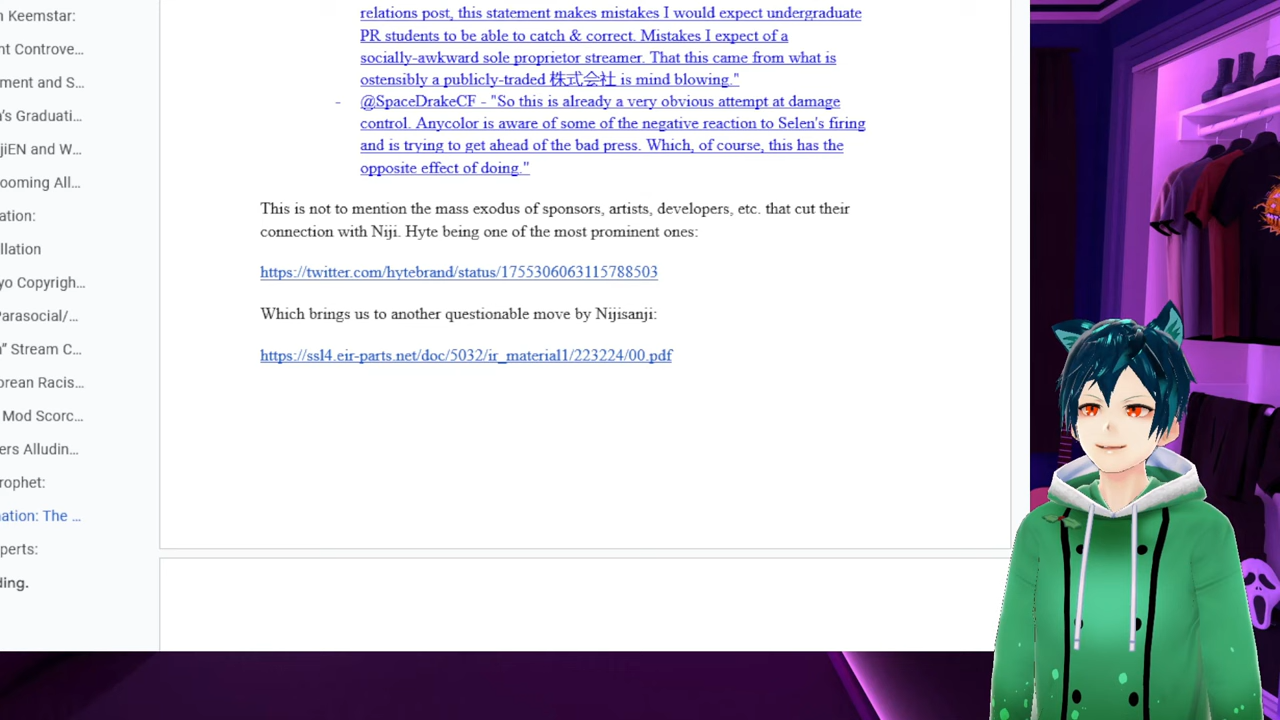 n Keemstar:
nt Controve...
ment and S...
a's Graduati...
jiEN and W...
ooming All...
ation:
llation
yo Copyrigh...
Parasocial/...
n" Stream C...
orean Racis...
Mod Scorc...
ers Alludin...
rophet:
nation: The ...
perts:
ding.
relations post, this statement makes mistakes I would expect undergraduate
PR students to be able to catch & correct. Mistakes I expect of a
socially-awkward sole proprietor streamer. That this came from what is
ostensibly a publicly-traded 株式会社 is mind blowing."
- @SpaceDrakeCF - "So this is already a very obvious attempt at damage
control. Anycolor is aware of some of the negative reaction to Selen's firing
and is trying to get ahead of the bad press. Which, of course, this has the
opposite effect of doing."
This is not to mention the mass exodus of sponsors, artists, developers, etc. that cut their
connection with Niji. Hyte being one of the most prominent ones:
https://twitter.com/hytebrand/status/1755306063115788503
Which brings us to another questionable move by Nijisanji:
https://ssl4.eir-parts.net/doc/5032/ir_material1/223224/00.pdf